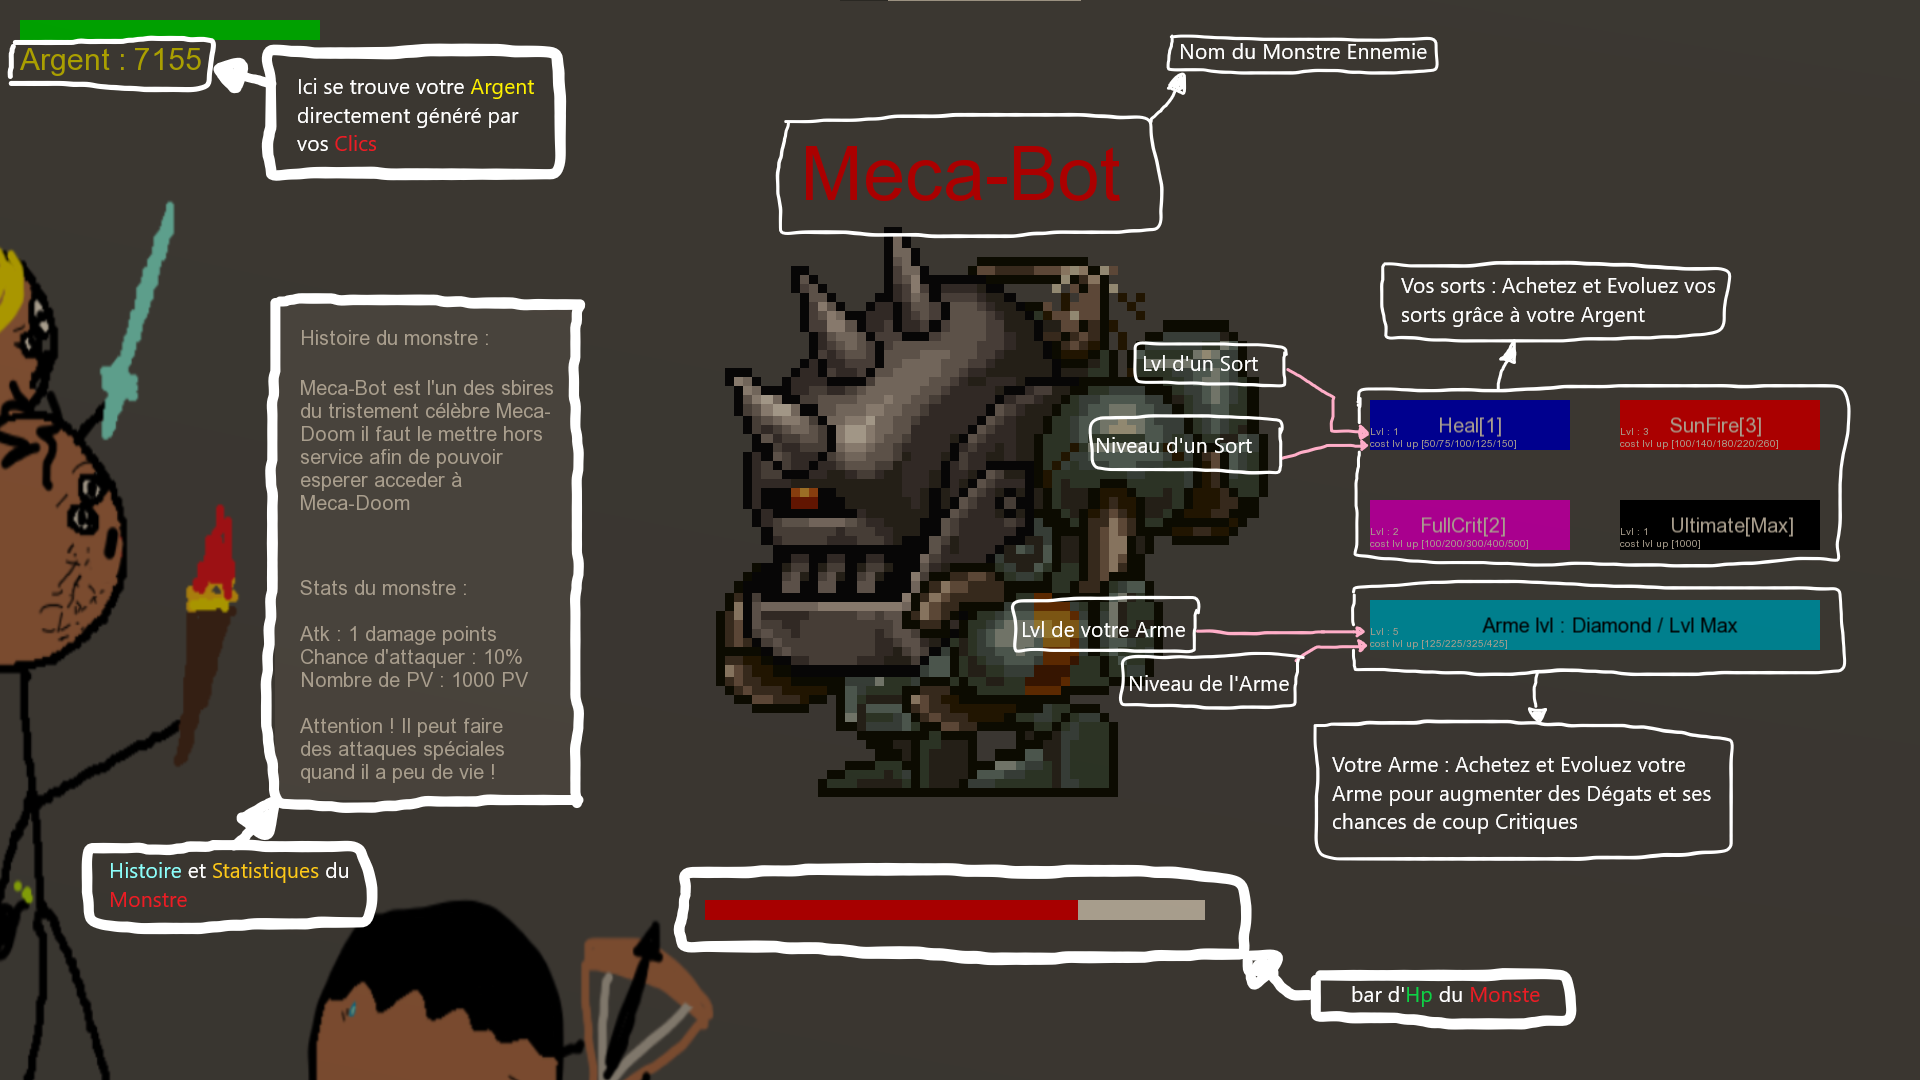 Argent : 7155
Ici se trouve votre Argent
directement généré par
vos Clics
Nom du Monstre Ennemie
Meca-Bot
Histoire du monstre :
Meca-Bot est l'un des sbires
du tristement célèbre Meca-
Doom il faut le mettre hors
service afin de pouvoir
esperer acceder à
Meca-Doom
Stats du monstre :
Atk : 1 damage points
Chance d'attaquer : 10%
Nombre de PV : 1000 PV
Attention ! Il peut faire
des attaques spéciales
quand il a peu de vie !
Histoire et Statistiques du
Monstre
Vos sorts : Achetez et Evoluez vos
sorts grâce à votre Argent
Lvl d'un Sort
Niveau d'un Sort
Heal[1]
Lvl : 1
cost lvl up [50/75/100/125/150]
SunFire[3]
Lvl : 3
cost lvl up [100/140/180/220/260]
FullCrit[2]
Lvl : 2
cost lvl up [100/200/300/400/500]
Ultimate[Max]
Lvl : 1
cost lvl up [1000]
Lvl de votre Arme
Niveau de l'Arme
Arme lvl : Diamond / Lvl Max
Lvl : 5
cost lvl up [125/225/325/425]
Votre Arme : Achetez et Evoluez votre
Arme pour augmenter des Dégats et ses
chances de coup Critiques
bar d'Hp du Monste